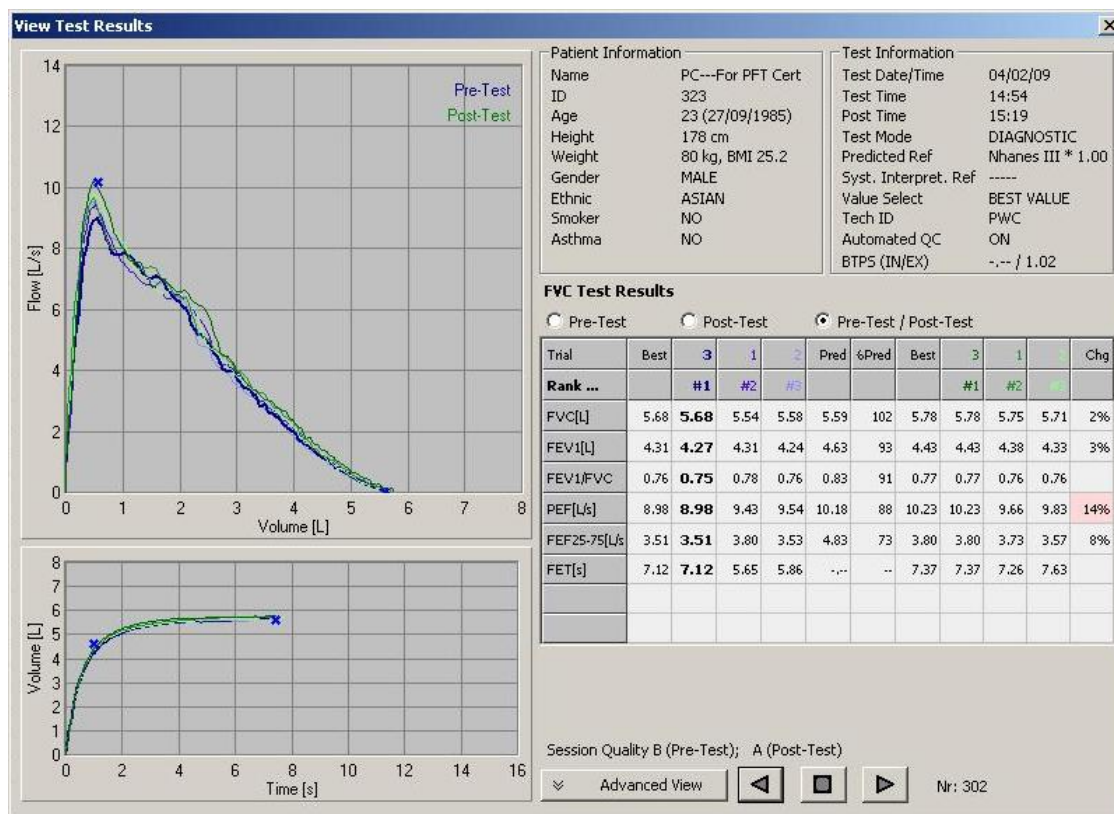 View Test Results
14
12
10
8
6
4
2
0
Flow [L/s]
Pre-Test
Post-Test
0 1 2 3 4 5 6 7 8
Volume [L]
8
7
6
5
4
3
2
1
0
Volume [L]
0 2 4 6 8 10 12 14 16
Time [s]
Patient Information
Name PC---For PFT Cert
ID 323
Age 23 (27/09/1985)
Height 178 cm
Weight 80 kg, BMI 25.2
Gender MALE
Ethnic ASIAN
Smoker NO
Asthma NO
Test Information
Test Date/Time 04/02/09
Test Time 14:54
Post Time 15:19
Test Mode DIAGNOSTIC
Predicted Ref Nhanes III * 1.00
Syst. Interpret. Ref -----
Value Select BEST VALUE
Tech ID PWC
Automated QC ON
BTPS (IN/EX) -.-- / 1.02
FVC Test Results
Pre-Test Post-Test Pre-Test / Post-Test
Trial Best 3 1 2 Pred %Pred Best 3 1 2 Chg
Rank ... #1 #2 #3 #1 #2 #3
FVC[L] 5.68 5.68 5.54 5.58 5.59 102 5.78 5.78 5.75 5.71 2%
FEV1[L] 4.31 4.27 4.31 4.24 4.63 93 4.43 4.43 4.38 4.33 3%
FEV1/FVC 0.76 0.75 0.78 0.76 0.83 91 0.77 0.77 0.76 0.76
PEF[L/s] 8.98 8.98 9.43 9.54 10.18 88 10.23 10.23 9.66 9.83 14%
FEF25-75[L/s 3.51 3.51 3.80 3.53 4.83 73 3.80 3.80 3.73 3.57 8%
FET[s] 7.12 7.12 5.65 5.86 -.-- -- 7.37 7.37 7.26 7.63
Session Quality B (Pre-Test); A (Post-Test)
Advanced View
Nr: 302